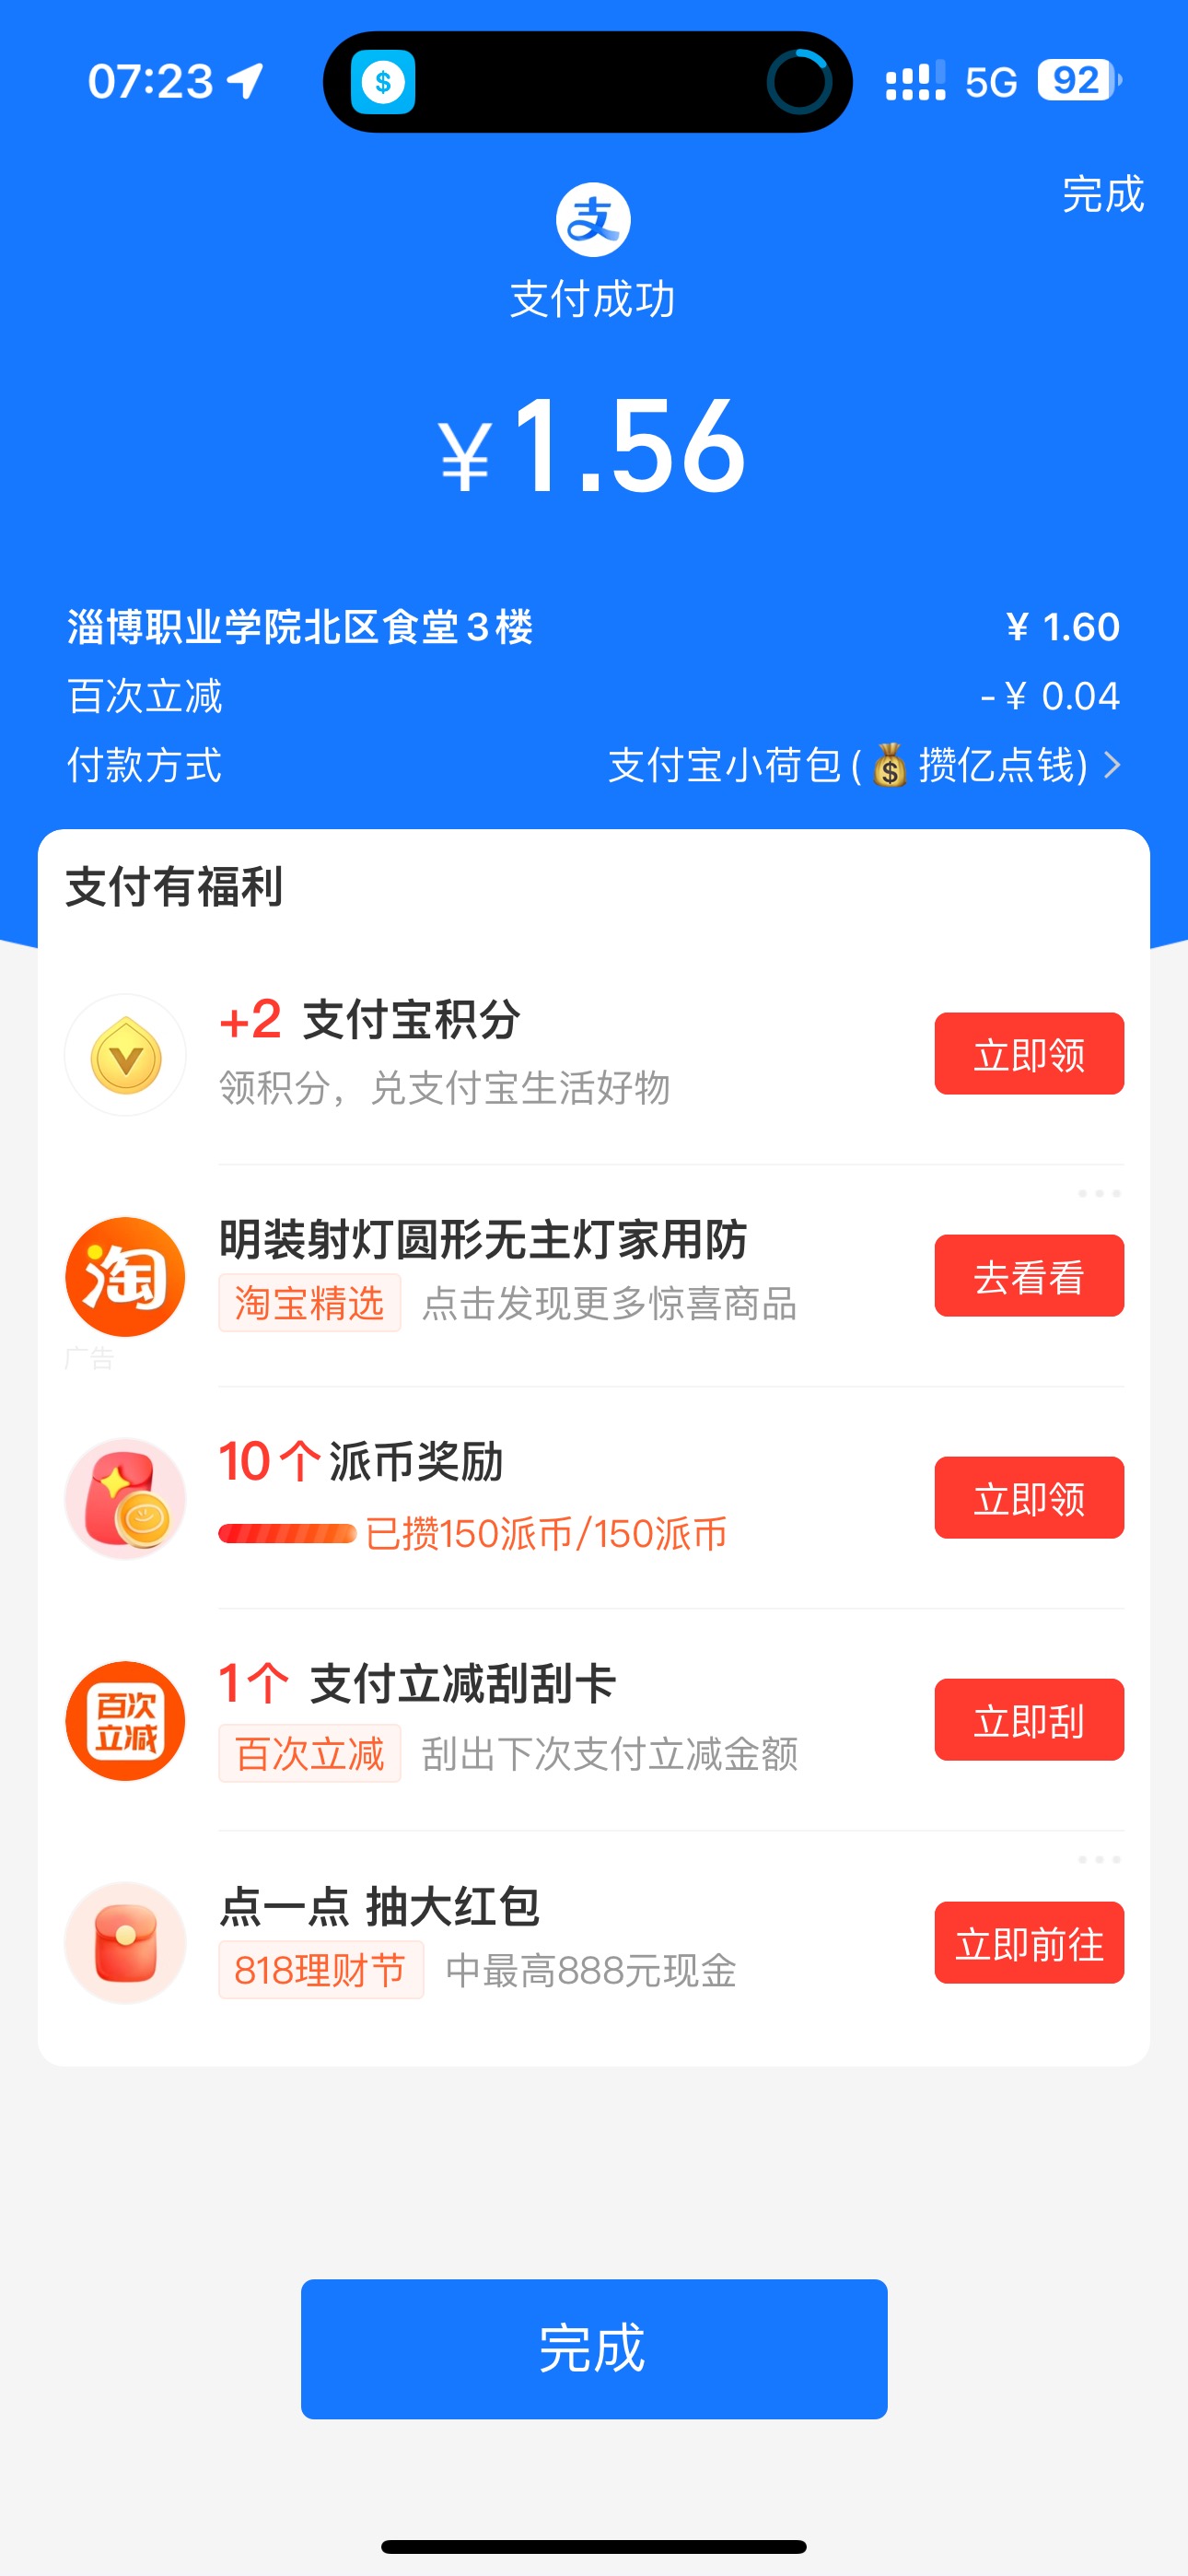 07:23
5G 92
完成
支
支付成功
¥1.56
淄博职业学院北区食堂3楼 ¥ 1.60
百次立减 -¥ 0.04
付款方式 支付宝小荷包(💰攒亿点钱) >
支付有福利
+2 支付宝积分
领积分，兑支付宝生活好物
立即领
淘
明装射灯圆形无主灯家用防
淘宝精选 点击发现更多惊喜商品
去看看
广告
10个派币奖励
已攒150派币/150派币
立即领
百次
立减
1个 支付立减刮刮卡
百次立减 刮出下次支付立减金额
立即刮
点一点 抽大红包
818理财节 中最高888元现金
立即前往
完成